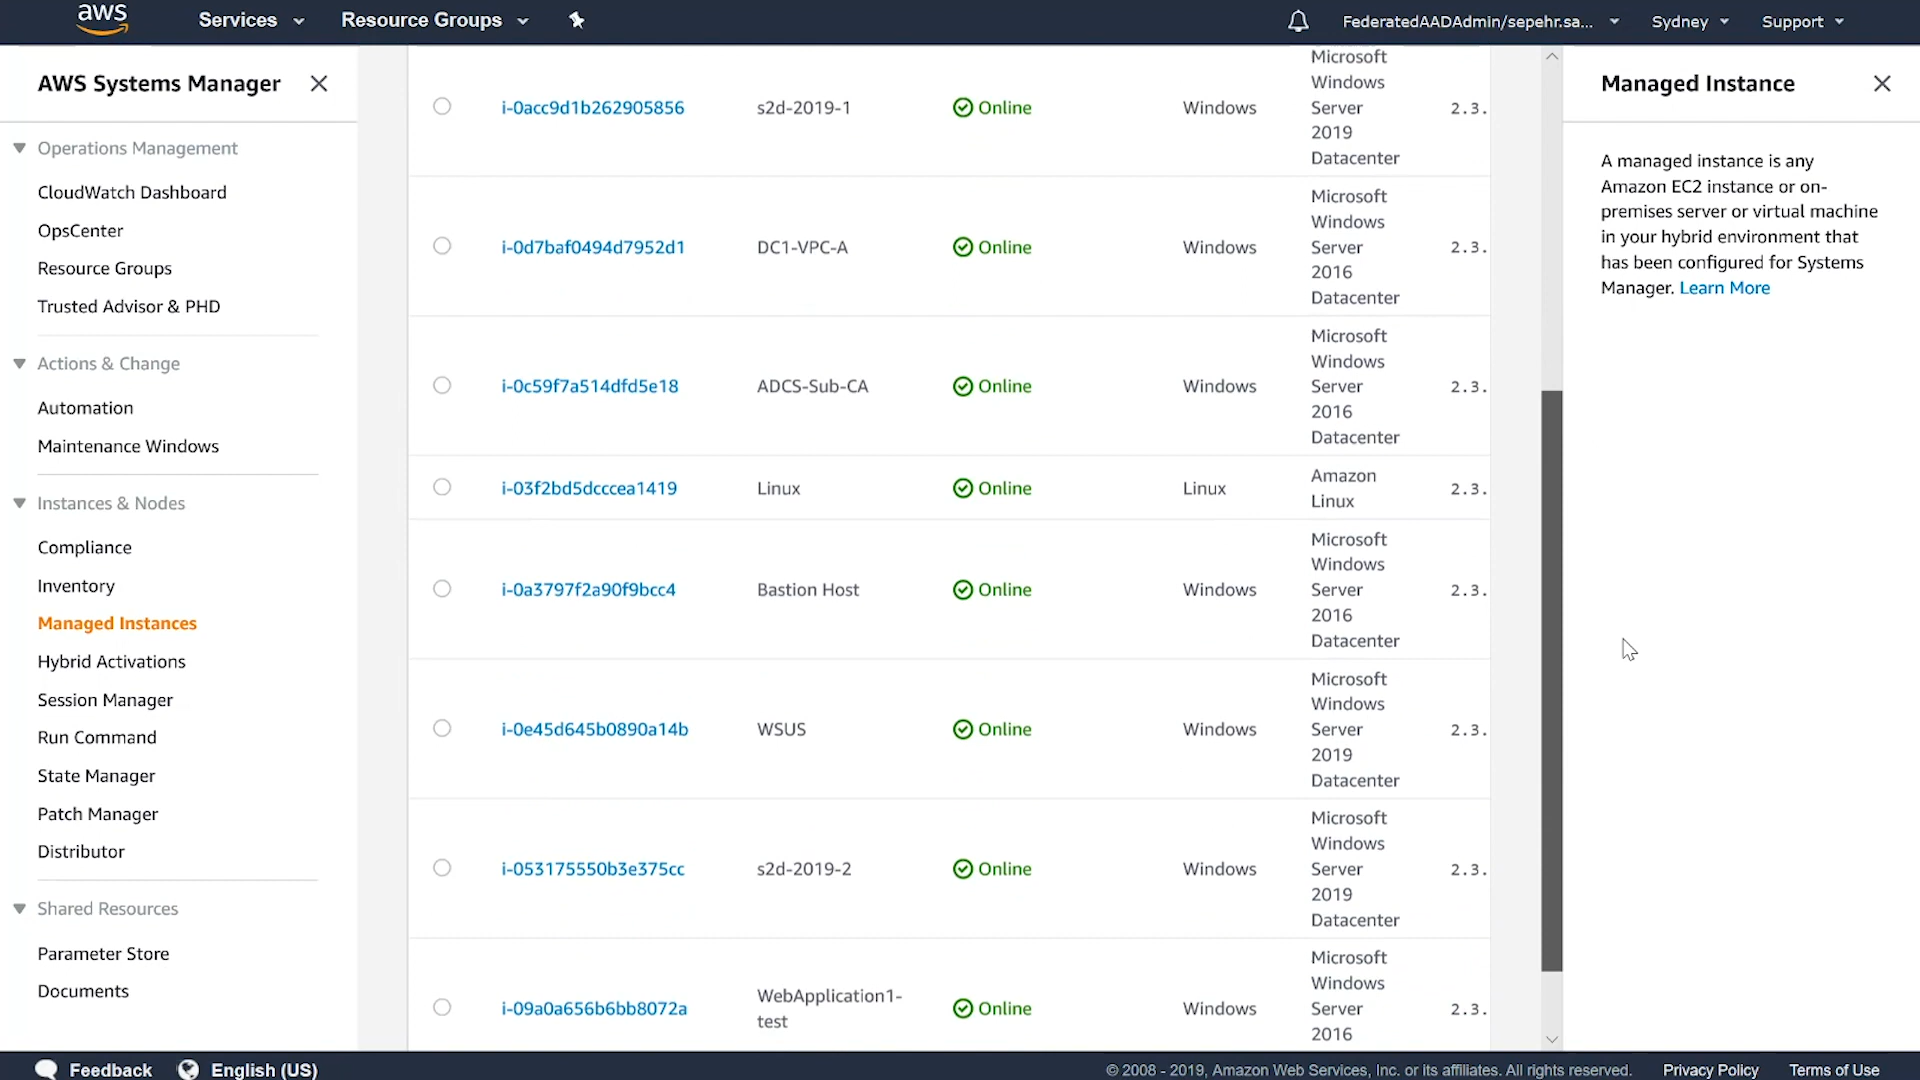 aws Services Resource Groups FederatedAADAdmin/sepehr.sa... Sydney Support
AWS Systems Manager
Operations Management
CloudWatch Dashboard
OpsCenter
Resource Groups
Trusted Advisor & PHD
Actions & Change
Automation
Maintenance Windows
Instances & Nodes
Compliance
Inventory
Managed Instances
Hybrid Activations
Session Manager
Run Command
State Manager
Patch Manager
Distributor
Shared Resources
Parameter Store
Documents
Microsoft
Windows
i-0acc9d1b262905856 s2d-2019-1 Online Windows Server 2.3.
2019
Datacenter
Microsoft
Windows
i-0d7baf0494d7952d1 DC1-VPC-A Online Windows Server 2.3.
2016
Datacenter
Microsoft
Windows
i-0c59f7a514dfd5e18 ADCS-Sub-CA Online Windows Server 2.3.
2016
Datacenter
Amazon
i-03f2bd5dcccea1419 Linux Online Linux 2.3.
Linux
Microsoft
Windows
i-0a3797f2a90f9bcc4 Bastion Host Online Windows Server 2.3.
2016
Datacenter
Microsoft
Windows
i-0e45d645b0890a14b WSUS Online Windows Server 2.3.
2019
Datacenter
Microsoft
Windows
i-053175550b3e375cc s2d-2019-2 Online Windows Server 2.3.
2019
Datacenter
Microsoft
Windows
WebApplication1-
i-09a0a656b6bb8072a Online Windows Server 2.3.
test
2016
Managed Instance
A managed instance is any
Amazon EC2 instance or on-
premises server or virtual machine
in your hybrid environment that
has been configured for Systems
Manager. Learn More
Feedback English (US) © 2008 - 2019, Amazon Web Services, Inc. or its affiliates. All rights reserved. Privacy Policy Terms of Use